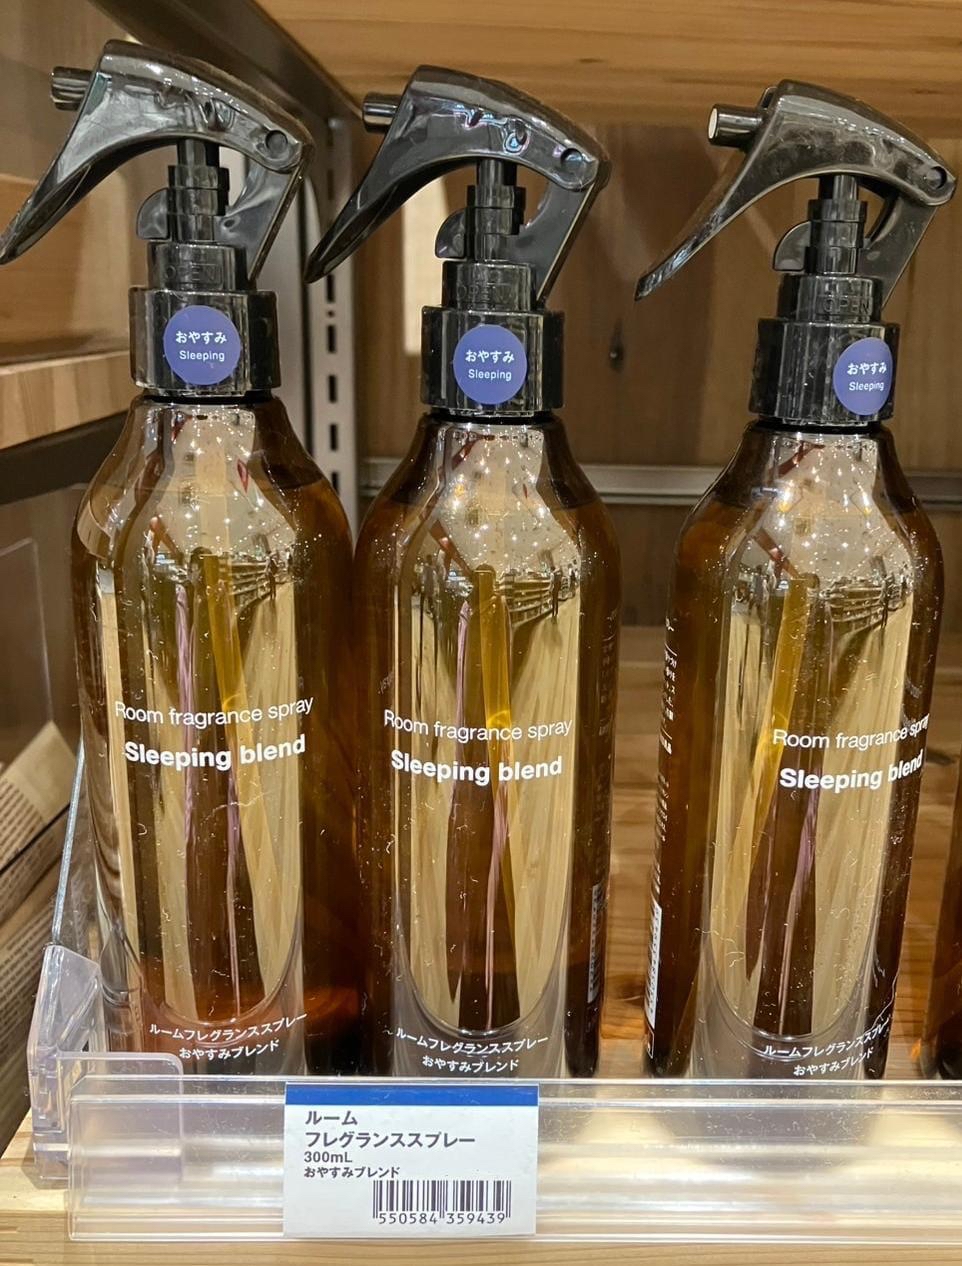 おやすみ
Sleeping
おやすみ
Sleeping
おやすみ
Sleeping
OPEN
OPEN
OPEN
Room fragrance spray
Sleeping blend
Room fragrance spray
Sleeping blend
Room fragrance spray
Sleeping blend
ルームフレグランススプレー
おやすみブレンド
ルームフレグランススプレー
おやすみブレンド
ルームフレグランススプレー
おやすみブレンド
ルーム
フレグランススプレー
300mL
おやすみブレンド
550584 359439